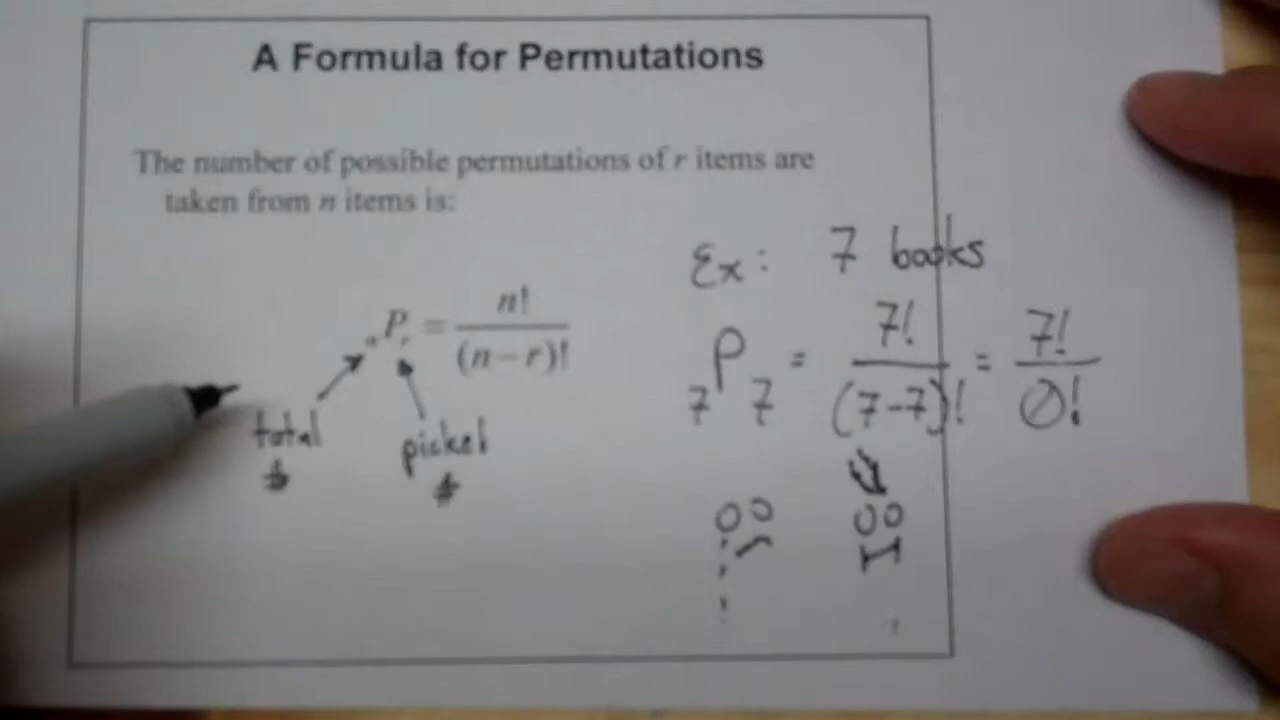 A Formula for Permutations
The number of possible permutations of r items are
taken from n items is:
nPr = n! / (n-r)!
total
#
picked
#
Ex: 7 books
7P7 = 7! / (7-7)! = 7! / 0!